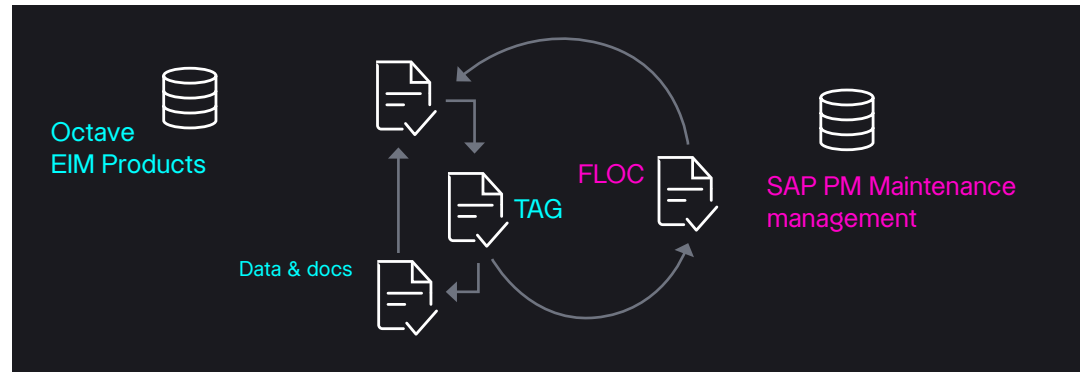 Octave
EIM Products
Data & docs
TAG
FLOC
SAP PM Maintenance
management